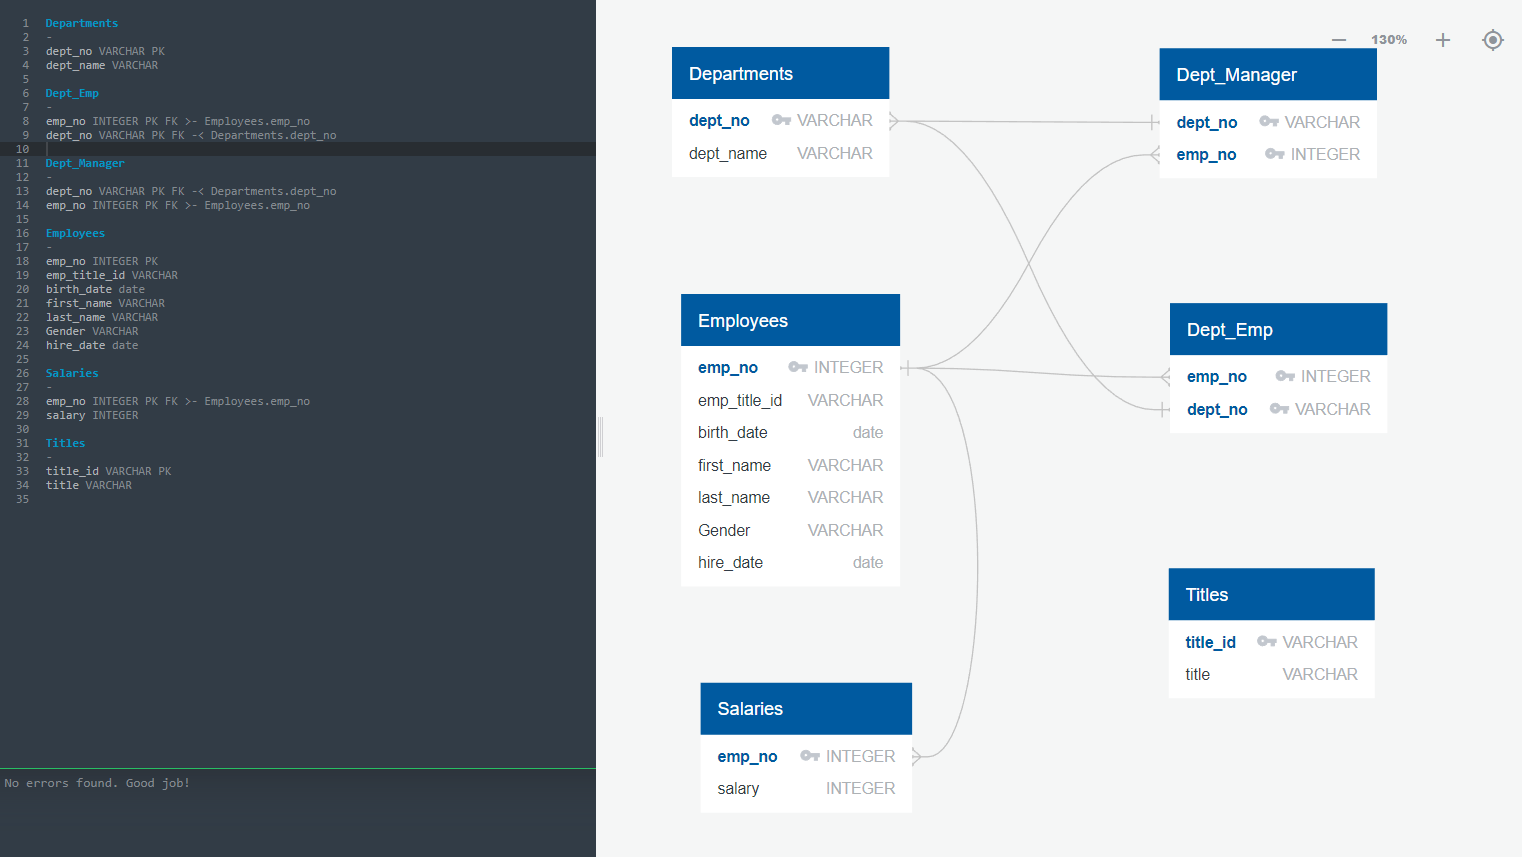 1 Departments
2 -
3 dept_no VARCHAR PK
4 dept_name VARCHAR
5
6 Dept_Emp
7 -
8 emp_no INTEGER PK FK >- Employees.emp_no
9 dept_no VARCHAR PK FK -< Departments.dept_no
10
11 Dept_Manager
12 -
13 dept_no VARCHAR PK FK -< Departments.dept_no
14 emp_no INTEGER PK FK >- Employees.emp_no
15
16 Employees
17 -
18 emp_no INTEGER PK
19 emp_title_id VARCHAR
20 birth_date date
21 first_name VARCHAR
22 last_name VARCHAR
23 Gender VARCHAR
24 hire_date date
25
26 Salaries
27 -
28 emp_no INTEGER PK FK >- Employees.emp_no
29 salary INTEGER
30
31 Titles
32 -
33 title_id VARCHAR PK
34 title VARCHAR
35
No errors found. Good job!
130%
Departments
dept_no VARCHAR
dept_name VARCHAR
Dept_Manager
dept_no VARCHAR
emp_no INTEGER
Employees
emp_no INTEGER
emp_title_id VARCHAR
birth_date date
first_name VARCHAR
last_name VARCHAR
Gender VARCHAR
hire_date date
Dept_Emp
emp_no INTEGER
dept_no VARCHAR
Titles
title_id VARCHAR
title VARCHAR
Salaries
emp_no INTEGER
salary INTEGER